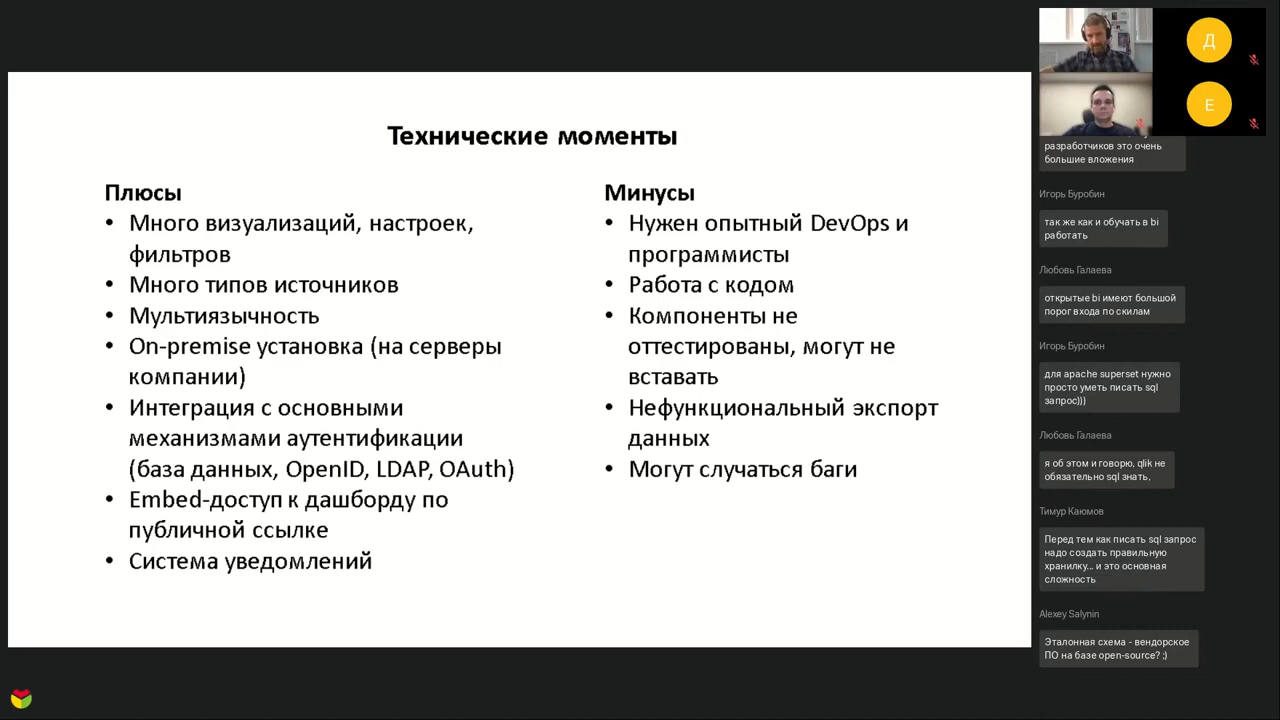 Технические моменты
Плюсы
• Много визуализаций, настроек,
фильтров
• Много типов источников
• Мультиязычность
• On-premise установка (на серверы
компании)
• Интеграция с основными
механизмами аутентификации
(база данных, OpenID, LDAP, OAuth)
• Embed-доступ к дашборду по
публичной ссылке
• Система уведомлений
Минусы
• Нужен опытный DevOps и
программисты
• Работа с кодом
• Компоненты не
оттестированы, могут не
вставать
• Нефункциональный экспорт
данных
• Могут случаться баги
Д
Е
разработчиков это очень
большие вложения
Игорь Буробин
так же как и обучать в bi
работать
Любовь Галаева
открытые bi имеют большой
порог входа по скилам
Игорь Буробин
для apache superset нужно
просто уметь писать sql
запрос)))
Любовь Галаева
я об этом и говорю, qlik не
обязательно sql знать,
Тимур Каюмов
Перед тем как писать sql запрос
надо создать правильную
хранилку... и это основная
сложность
Alexey Salynin
Эталонная схема - вендорское
ПО на базе open-source? ;)